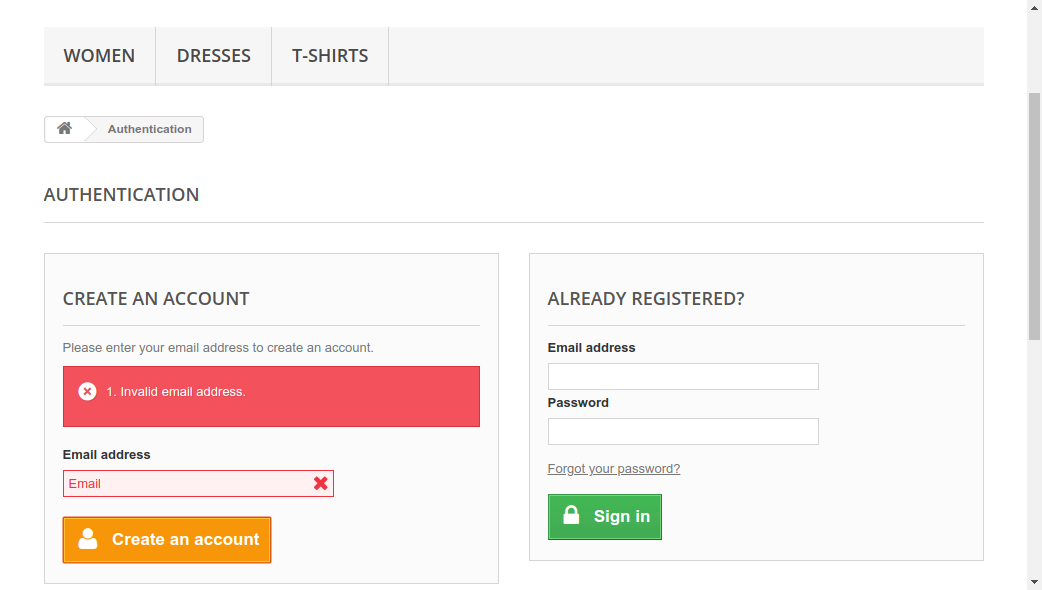 WOMEN DRESSES T-SHIRTS
Authentication
AUTHENTICATION
CREATE AN ACCOUNT
Please enter your email address to create an account.
1. Invalid email address.
Email address
Email
Create an account
ALREADY REGISTERED?
Email address
Password
Forgot your password?
Sign in